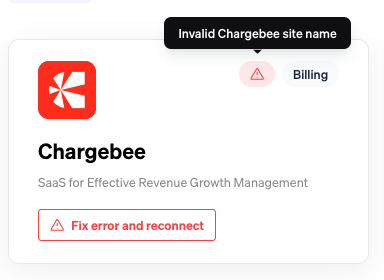 Invalid Chargebee site name
Billing
Chargebee
SaaS for Effective Revenue Growth Management
Fix error and reconnect